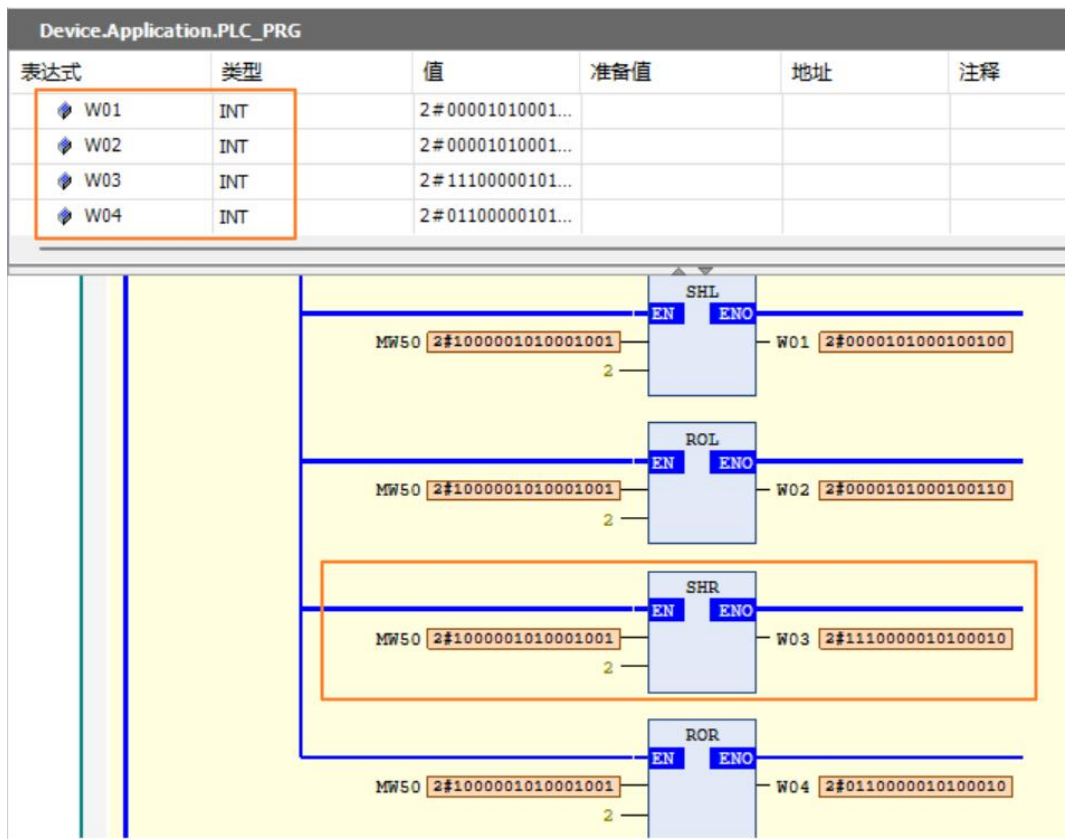 Device.Application.PLC_PRG
表达式 类型 值 准备值 地址 注释
W01 INT 2#00001010001...
W02 INT 2#00001010001...
W03 INT 2#11100000101...
W04 INT 2#01100000101...
SHL
EN ENO
MW50 2#1000001010001001 W01 2#0000101000100100
2
ROL
EN ENO
MW50 2#1000001010001001 W02 2#0000101000100110
2
SHR
EN ENO
MW50 2#1000001010001001 W03 2#1110000010100010
2
ROR
EN ENO
MW50 2#1000001010001001 W04 2#0110000010100010
2